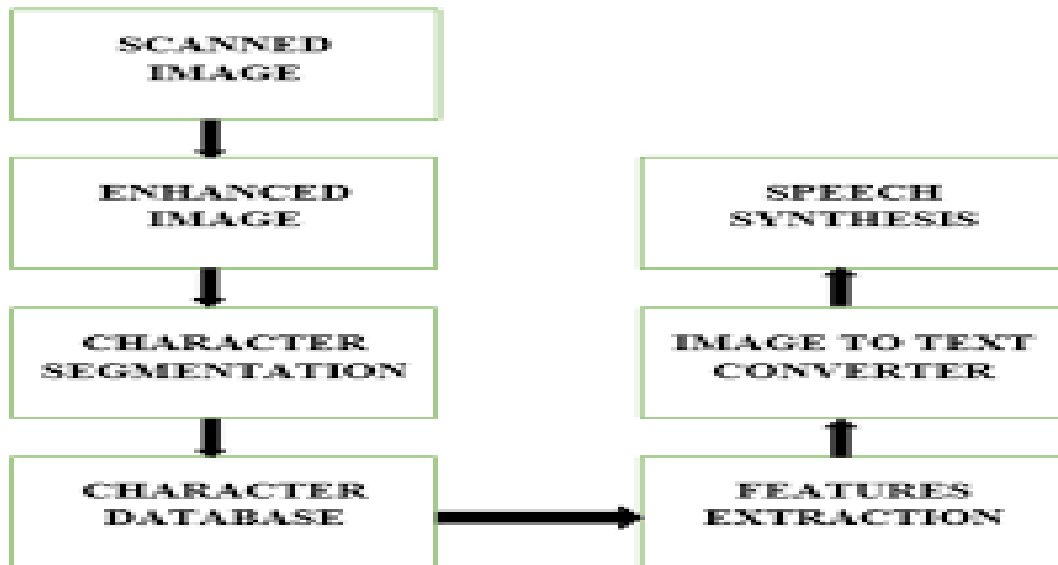 SCANNED
IMAGE
ENHANCED
IMAGE
CHARACTER
SEGMENTATION
CHARACTER
DATABASE
FEATURES
EXTRACTION
IMAGE TO TEXT
CONVERTER
SPEECH
SYNTHESIS